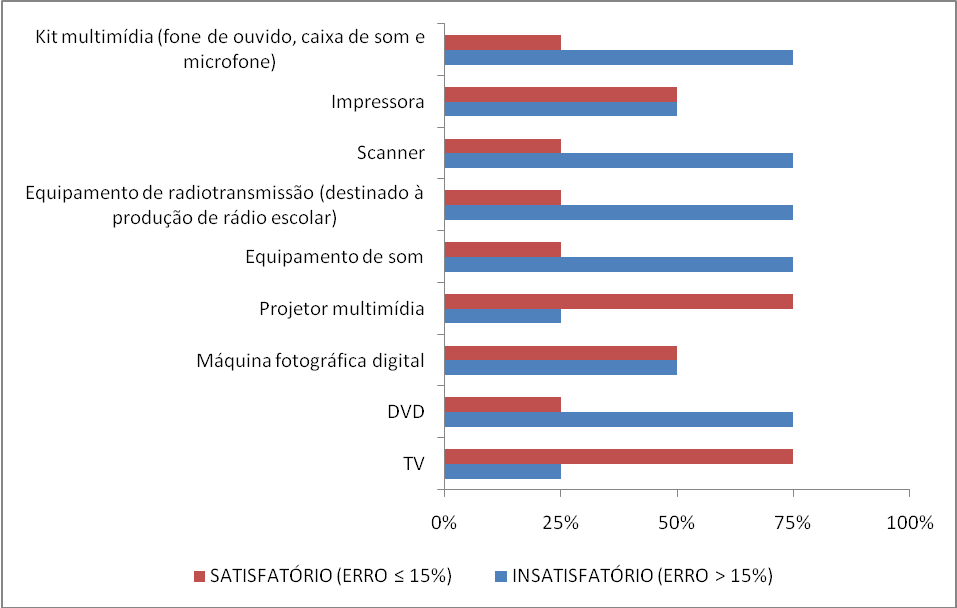 Kit multimídia (fone de ouvido, caixa de som e
microfone)
Impressora
Scanner
Equipamento de radiotransmissão (destinado à
produção de rádio escolar)
Equipamento de som
Projetor multimídia
Máquina fotográfica digital
DVD
TV
0% 25% 50% 75% 100%
SATISFATÓRIO (ERRO ≤ 15%) INSATISFATÓRIO (ERRO > 15%)